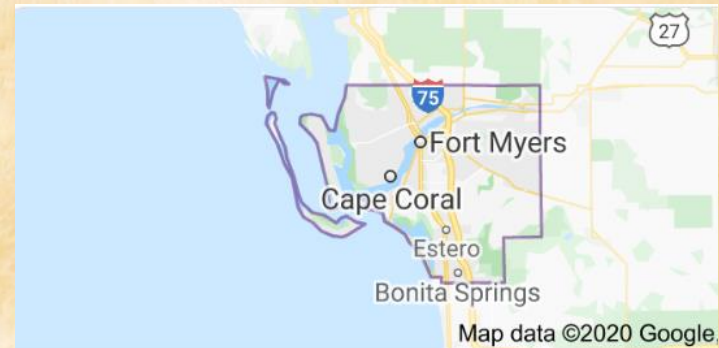 27
75
Fort Myers
Cape Coral
Estero
Bonita Springs
Map data ©2020 Google